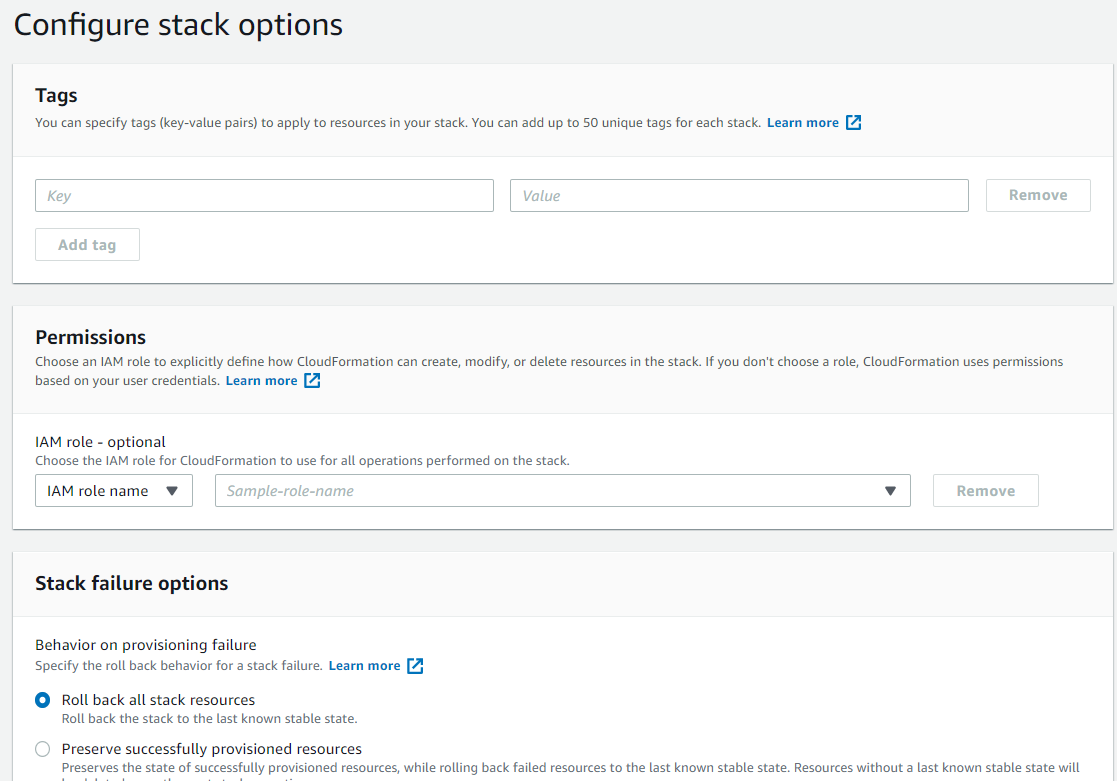 Configure stack options
Tags
You can specify tags (key-value pairs) to apply to resources in your stack. You can add up to 50 unique tags for each stack. Learn more
Key Value Remove
Add tag
Permissions
Choose an IAM role to explicitly define how CloudFormation can create, modify, or delete resources in the stack. If you don't choose a role, CloudFormation uses permissions
based on your user credentials. Learn more
IAM role - optional
Choose the IAM role for CloudFormation to use for all operations performed on the stack.
IAM role name Sample-role-name Remove
Stack failure options
Behavior on provisioning failure
Specify the roll back behavior for a stack failure. Learn more
Roll back all stack resources
Roll back the stack to the last known stable state.
Preserve successfully provisioned resources
Preserves the state of successfully provisioned resources, while rolling back failed resources to the last known stable state. Resources without a last known stable state will